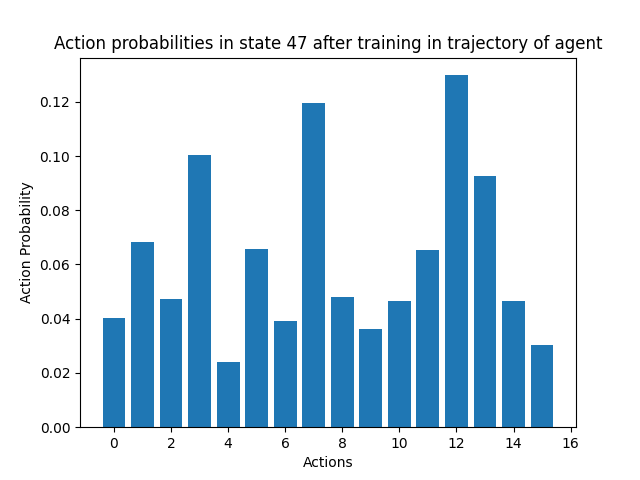 Action probabilities in state 47 after training in trajectory of agent
Action Probability
0.12
0.10
0.08
0.06
0.04
0.02
0.00
0 2 4 6 8 10 12 14 16
Actions